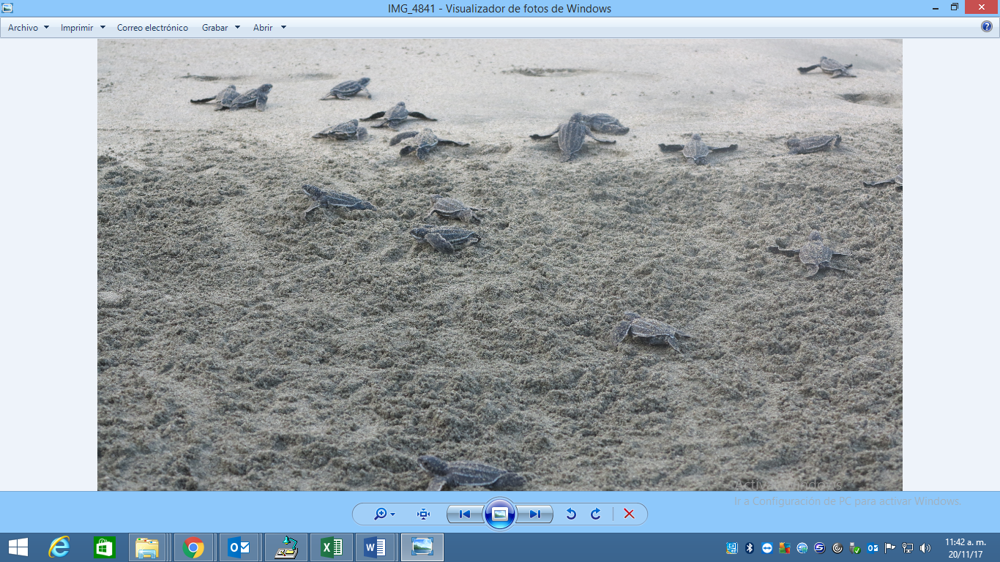 IMG_4841 - Visualizador de fotos de Windows
Archivo Imprimir Correo electrónico Grabar Abrir
Activar Windows
Ir a Configuración de PC para activar Windows.
11:42 a. m.
20/11/17